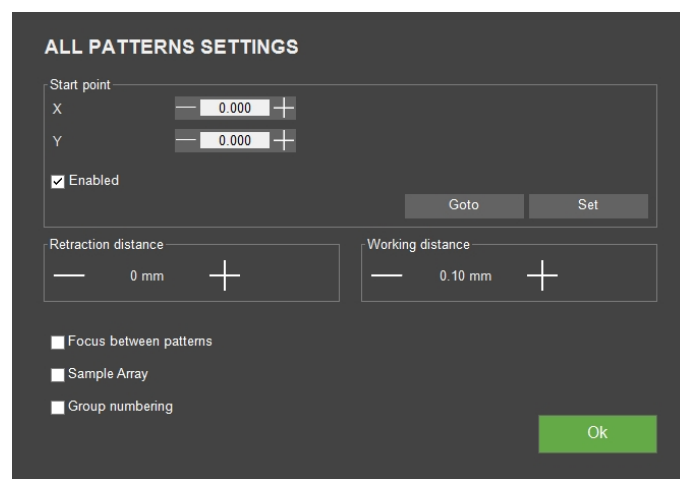 ALL PATTERNS SETTINGS
Start point
X 0.000
Y 0.000
Enabled
Goto Set
Retraction distance Working distance
0 mm 0.10 mm
Focus between patterns
Sample Array
Group numbering
Ok